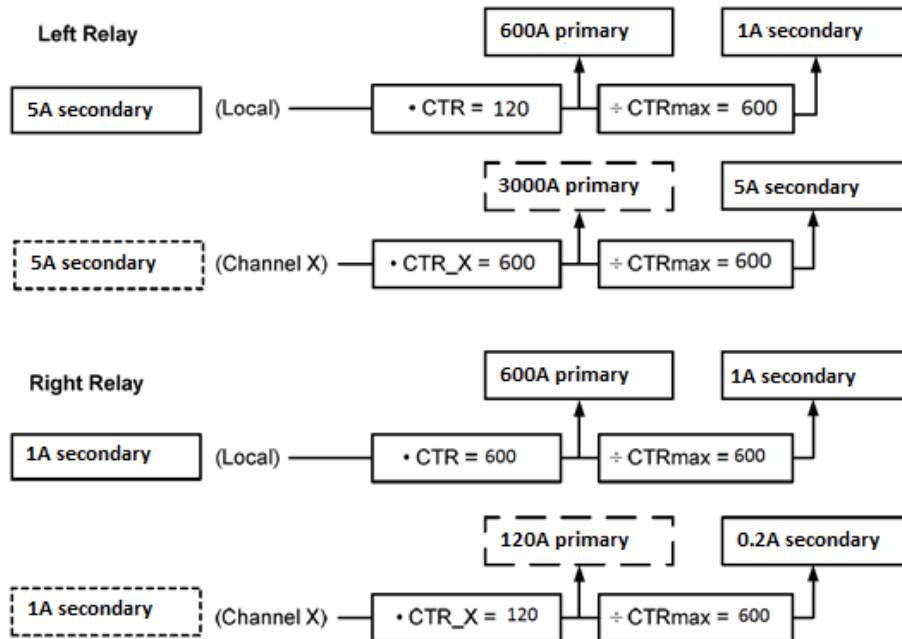 Left Relay
600A primary
1A secondary
5A secondary
(Local)
• CTR = 120
÷ CTRmax = 600
3000A primary
5A secondary
5A secondary
(Channel X)
• CTR_X = 600
÷ CTRmax = 600
Right Relay
600A primary
1A secondary
1A secondary
(Local)
• CTR = 600
÷ CTRmax = 600
120A primary
0.2A secondary
1A secondary
(Channel X)
• CTR_X = 120
÷ CTRmax = 600